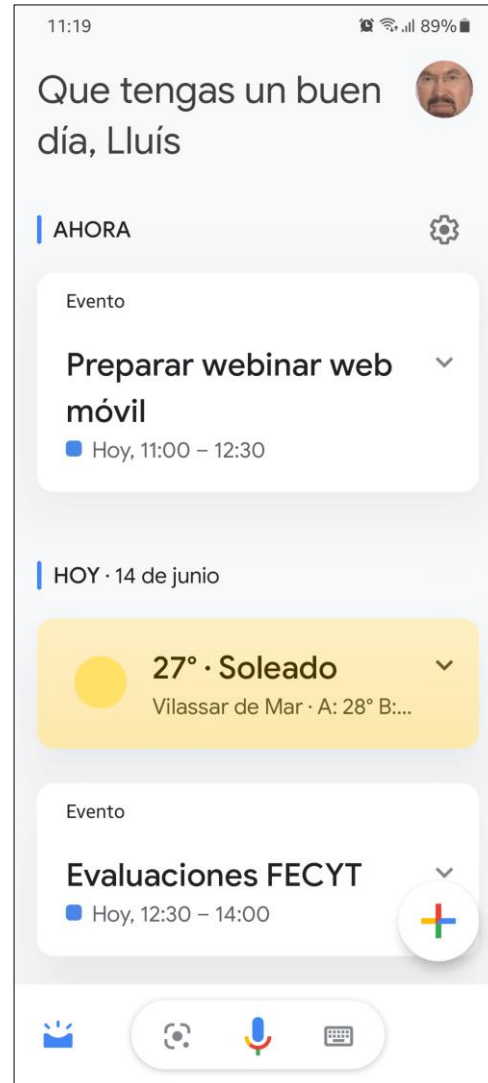 11:19 89%
Que tengas un buen
día, Lluís
AHORA
Evento
Preparar webinar web
móvil
Hoy, 11:00 – 12:30
HOY · 14 de junio
27° · Soleado
Vilassar de Mar · A: 28° B:...
Evento
Evaluaciones FECYT
Hoy, 12:30 – 14:00